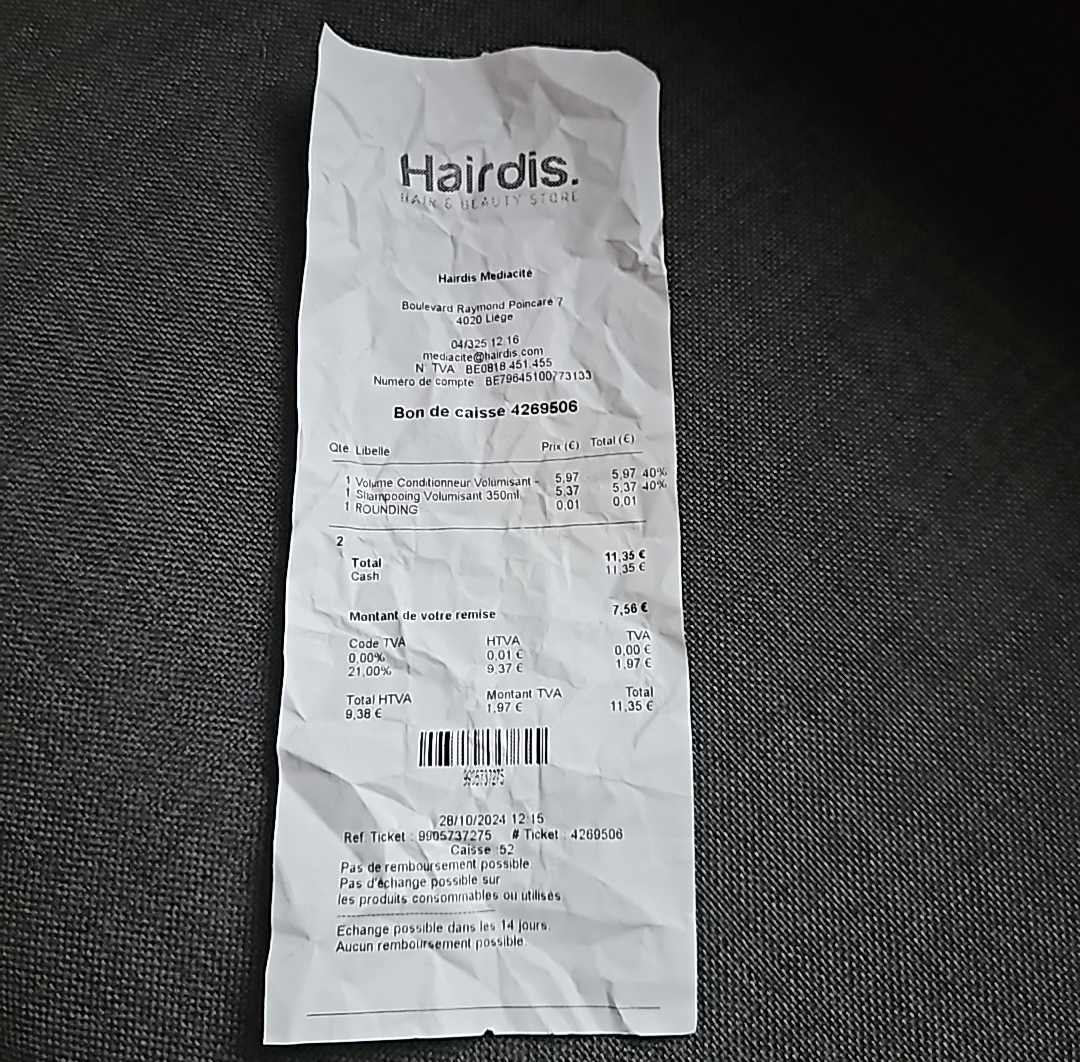 Hairdis.
HAIR & BEAUTY STORE
Hairdis Mediacité
Boulevard Raymond Poincaré 7
4020 Liège
04/325 12 16
mediacite@hairdis.com
N° TVA BE0818 451 455
Numéro de compte BE79645100773133
Bon de caisse 4269506
Qté Libelle Prix (€) Total (€)
1 Volume Conditionneur Volumisant - 5,97 5,97 40%
1 Shampooing Volumisant 350ml 5,37 5,37 40%
1 ROUNDING 0,01 0,01
2
Total 11,35 €
Cash 11,35 €
Montant de votre remise 7,56 €
Code TVA HTVA TVA
0,00% 0,01 € 0,00 €
21,00% 9,37 € 1,97 €
Total HTVA Montant TVA Total
9,38 € 1,97 € 11,35 €
9905737275
28/10/2024 12:15
Ref. Ticket : 9905737275 # Ticket : 4269506
Caisse 52
Pas de remboursement possible.
Pas d'échange possible sur
les produits consommables ou utilisés.
Echange possible dans les 14 jours.
Aucun remboursement possible.